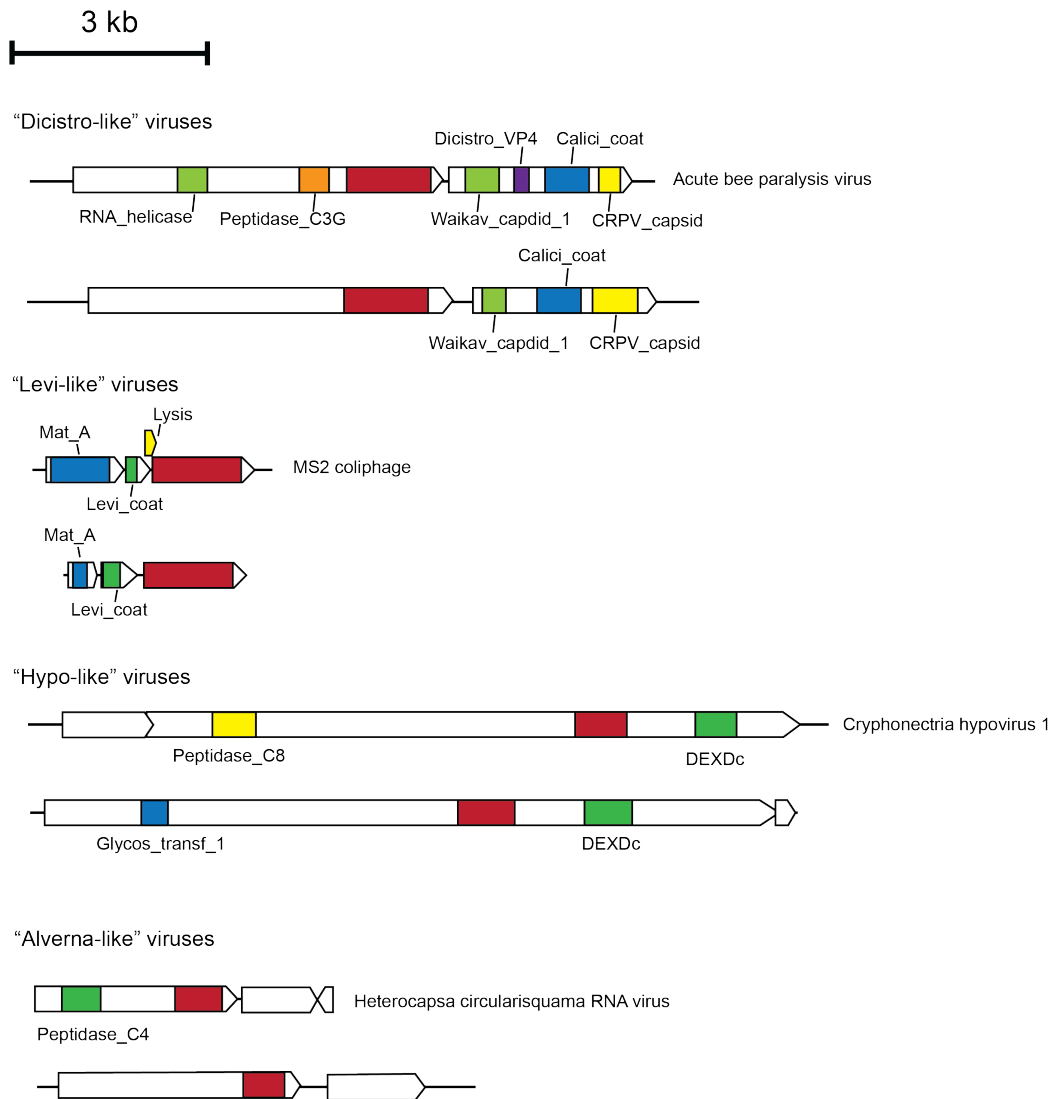 3 kb
“Dicistro-like” viruses
Dicistro_VP4 Calici_coat
Acute bee paralysis virus
RNA_helicase Peptidase_C3G Waikav_capdid_1 CRPV_capsid
Calici_coat
Waikav_capdid_1 CRPV_capsid
“Levi-like” viruses
Lysis
Mat_A
MS2 coliphage
Levi_coat
Mat_A
Levi_coat
“Hypo-like” viruses
Cryphonectria hypovirus 1
Peptidase_C8 DEXDc
Glycos_transf_1 DEXDc
“Alverna-like” viruses
Heterocapsa circularisquama RNA virus
Peptidase_C4